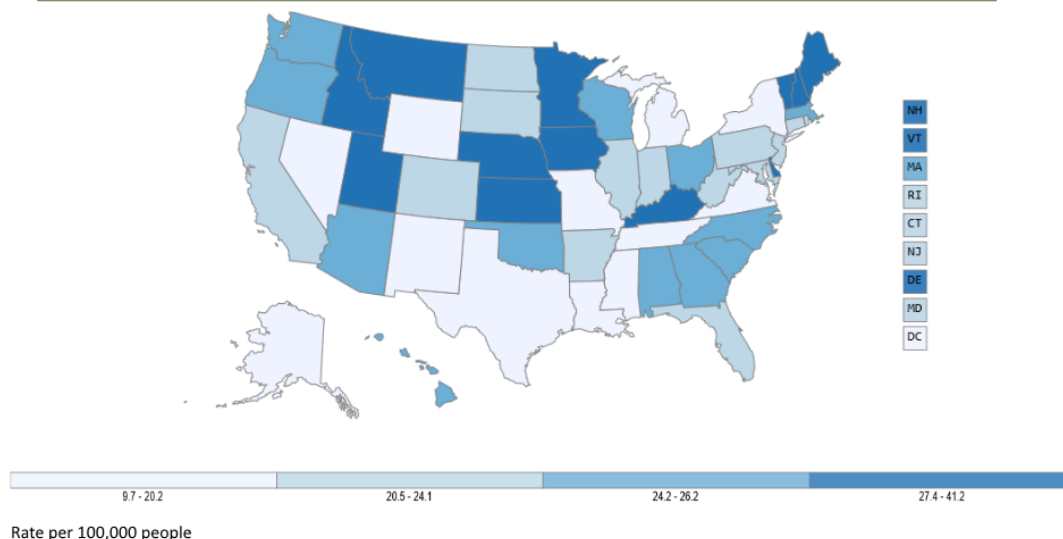 NH
VT
MA
RI
CT
NJ
DE
MD
DC
9.7 - 20.2
20.5 - 24.1
24.2 - 26.2
27.4 - 41.2
Rate per 100,000 people